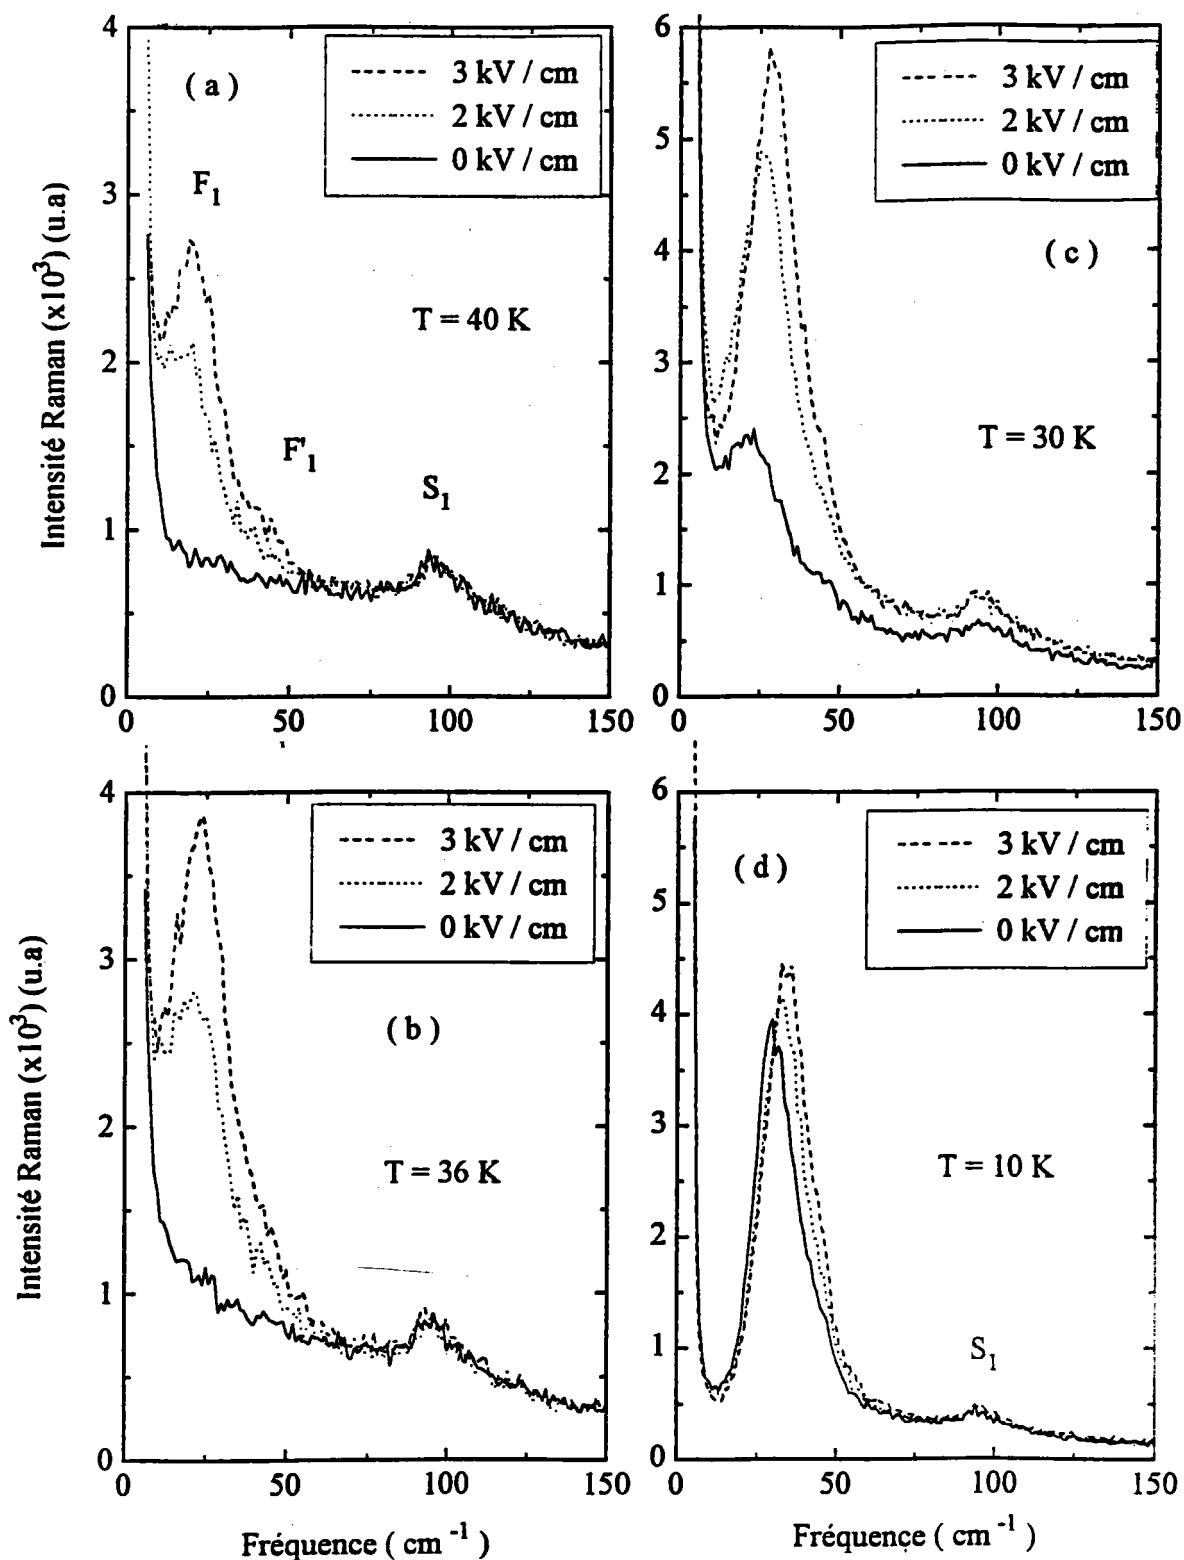 4
3
2
1
0
0
50
100
150
Intensité Raman (x10³) (u.a)
( a )
3 kV / cm
2 kV / cm
0 kV / cm
F₁
T = 40 K
F'₁
S₁
6
5
4
3
2
1
0
0
50
100
150
3 kV / cm
2 kV / cm
0 kV / cm
( c )
T = 30 K
4
3
2
1
0
0
50
100
150
Intensité Raman (x10³) (u.a)
Fréquence ( cm ⁻¹ )
3 kV / cm
2 kV / cm
0 kV / cm
( b )
T = 36 K
6
5
4
3
2
1
0
0
50
100
150
Fréquence ( cm ⁻¹ )
( d )
3 kV / cm
2 kV / cm
0 kV / cm
T = 10 K
S₁